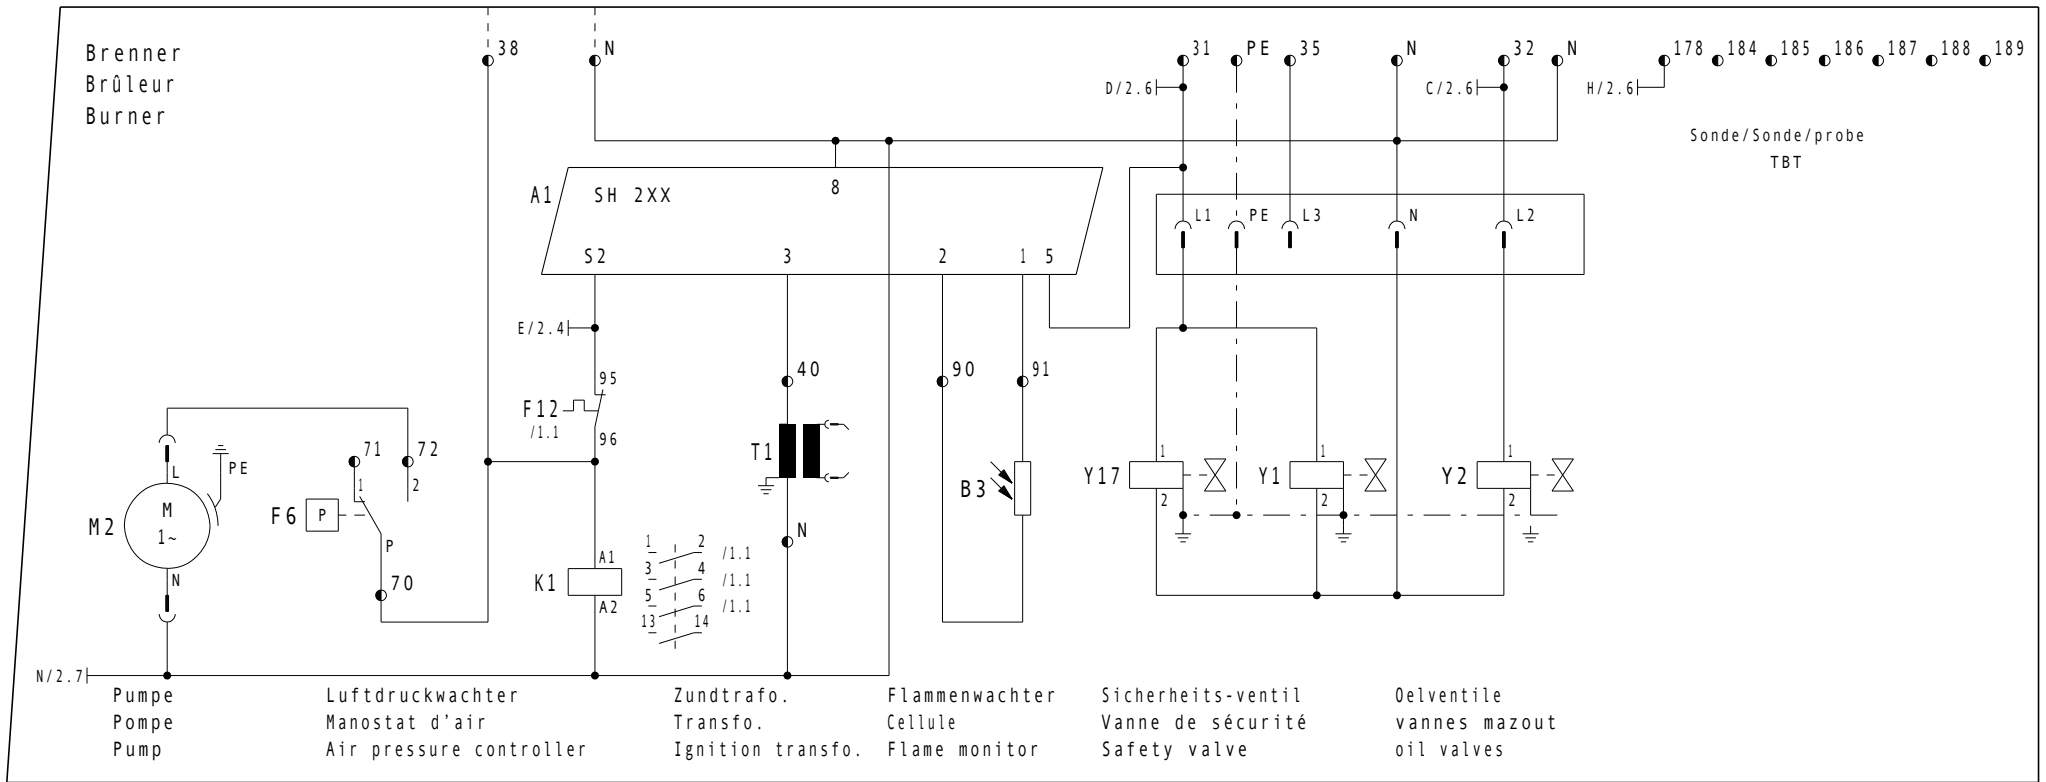 38 N 31 PE 35 N 32 N 178 184 185 186 187 188 189
Brenner
Brûleur
Burner
D/2.6 C/2.6 H/2.6
Sonde/Sonde/probe
TBT
A1 SH 2XX 8
L1 PE L3 N L2
S2 3 2 1 5
E/2.4
95 40 90 91
F12
/1.1
96
71 72
L PE
1 2
T1
M2 M
1~
F6 P
P
B3
Y17 1 Y1 1 Y2 1
2 2 2
N 70
N
K1 A1
A2
1 2 /1.1
3 4 /1.1
5 6 /1.1
13 14
N/2.7
Pumpe
Pompe
Pump
Luftdruckwachter
Manostat d'air
Air pressure controller
Zundtrafo.
Transfo.
Ignition transfo.
Flammenwachter
Cellule
Flame monitor
Sicherheits-ventil
Vanne de sécurité
Safety valve
Oelventile
vannes mazout
oil valves